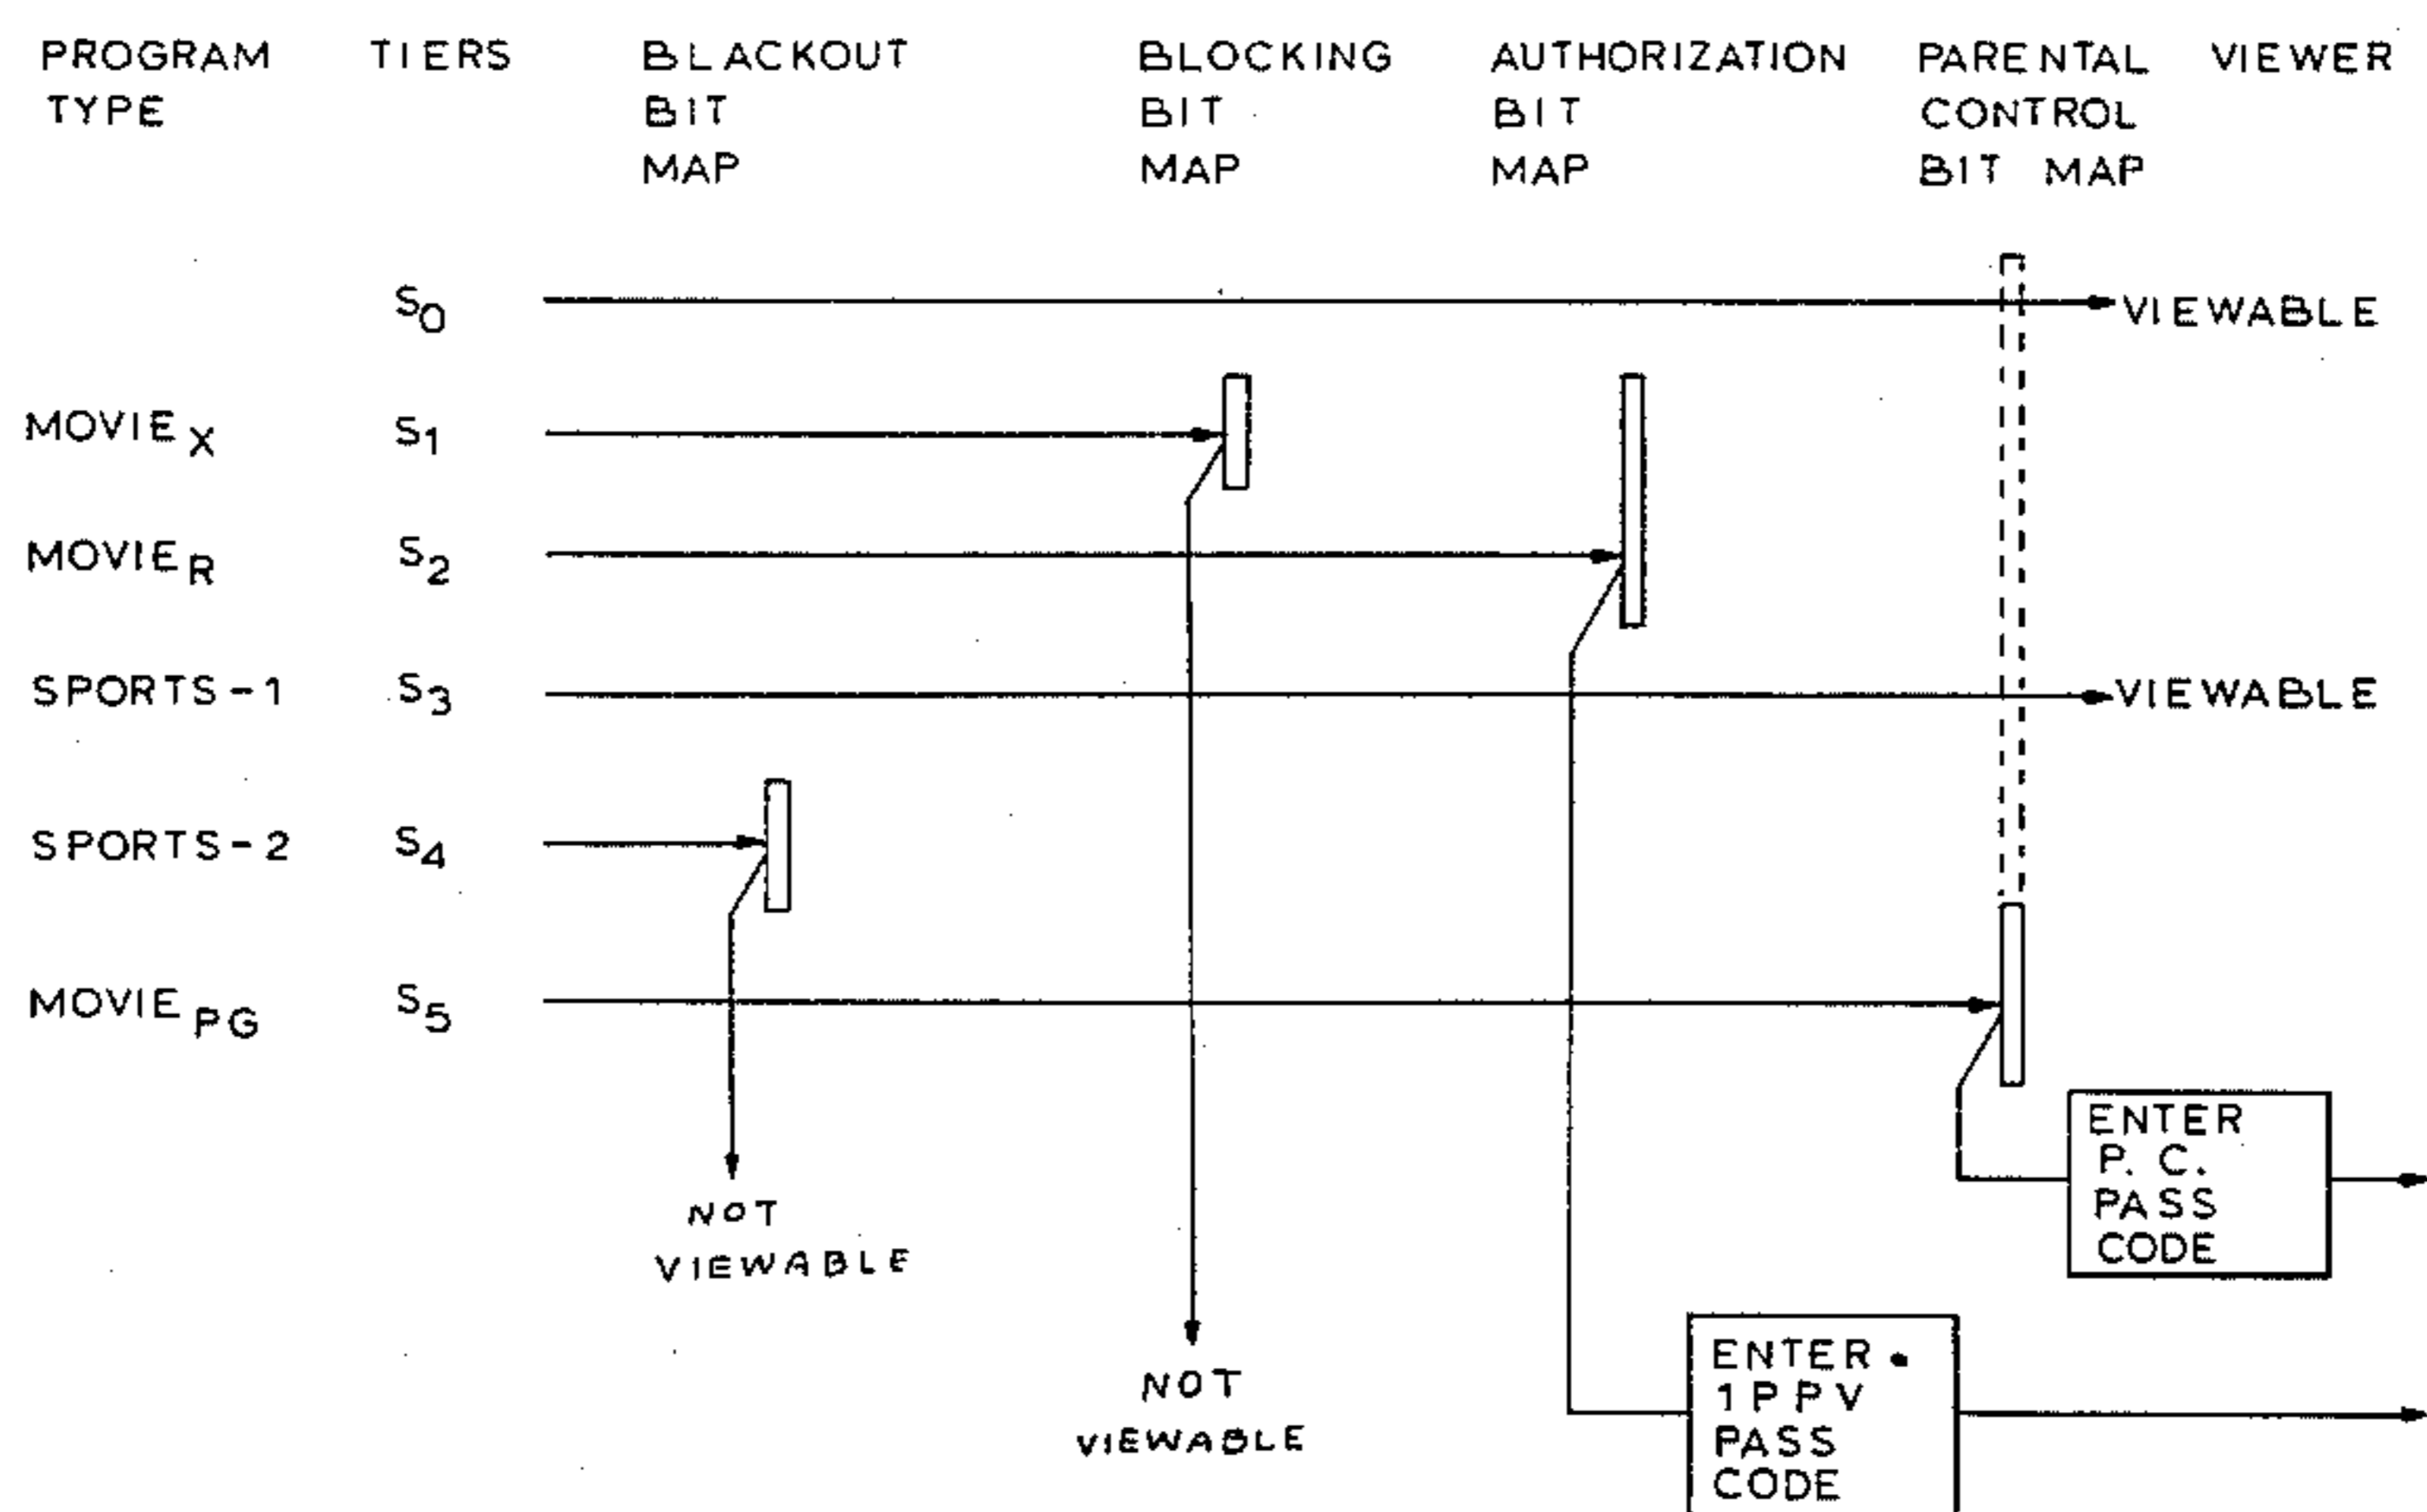 PROGRAM TYPE TIERS BLACKOUT BIT MAP BLOCKING BIT MAP AUTHORIZATION BIT MAP PARENTAL CONTROL BIT MAP VIEWER
S0 VIEWABLE
MOVIE X S1
MOVIE R S2
SPORTS-1 S3 VIEWABLE
SPORTS-2 S4
MOVIE PG S5
NOT
VIEWABLE
NOT
VIEWABLE
ENTER
P. C.
PASS
CODE
ENTER
1PPV
PASS
CODE